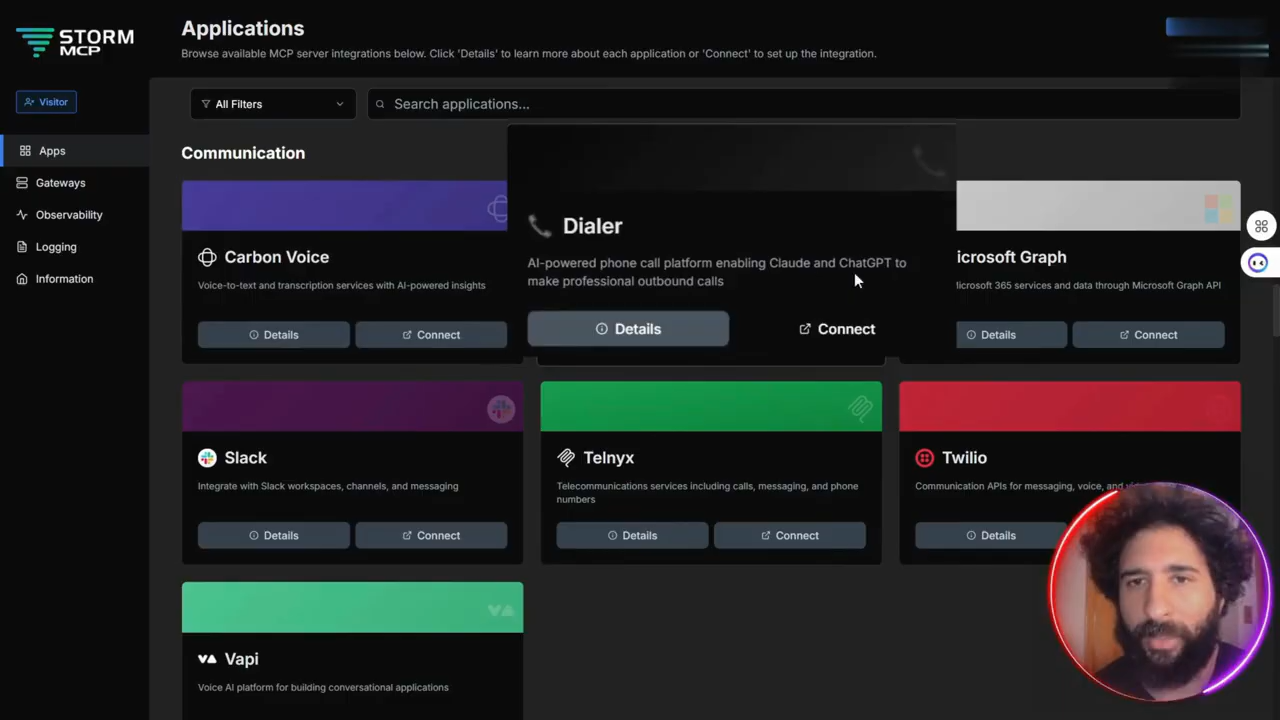 STORM
MCP
Applications
Browse available MCP server integrations below. Click 'Details' to learn more about each application or 'Connect' to set up the integration.
Visitor
Apps
Gateways
Observability
Logging
Information
All Filters
Search applications...
Communication
Carbon Voice
Voice-to-text and transcription services with AI-powered insights
Details
Connect
Dialer
AI-powered phone call platform enabling Claude and ChatGPT to
make professional outbound calls
Details
Connect
icrosoft Graph
icrosoft 365 services and data through Microsoft Graph API
Details
Connect
Slack
Integrate with Slack workspaces, channels, and messaging
Details
Connect
Telnyx
Telecommunications services including calls, messaging, and phone
numbers
Details
Connect
Twilio
Communication APIs for messaging, voice, and
Details
VA
Vapi
Voice AI platform for building conversational applications